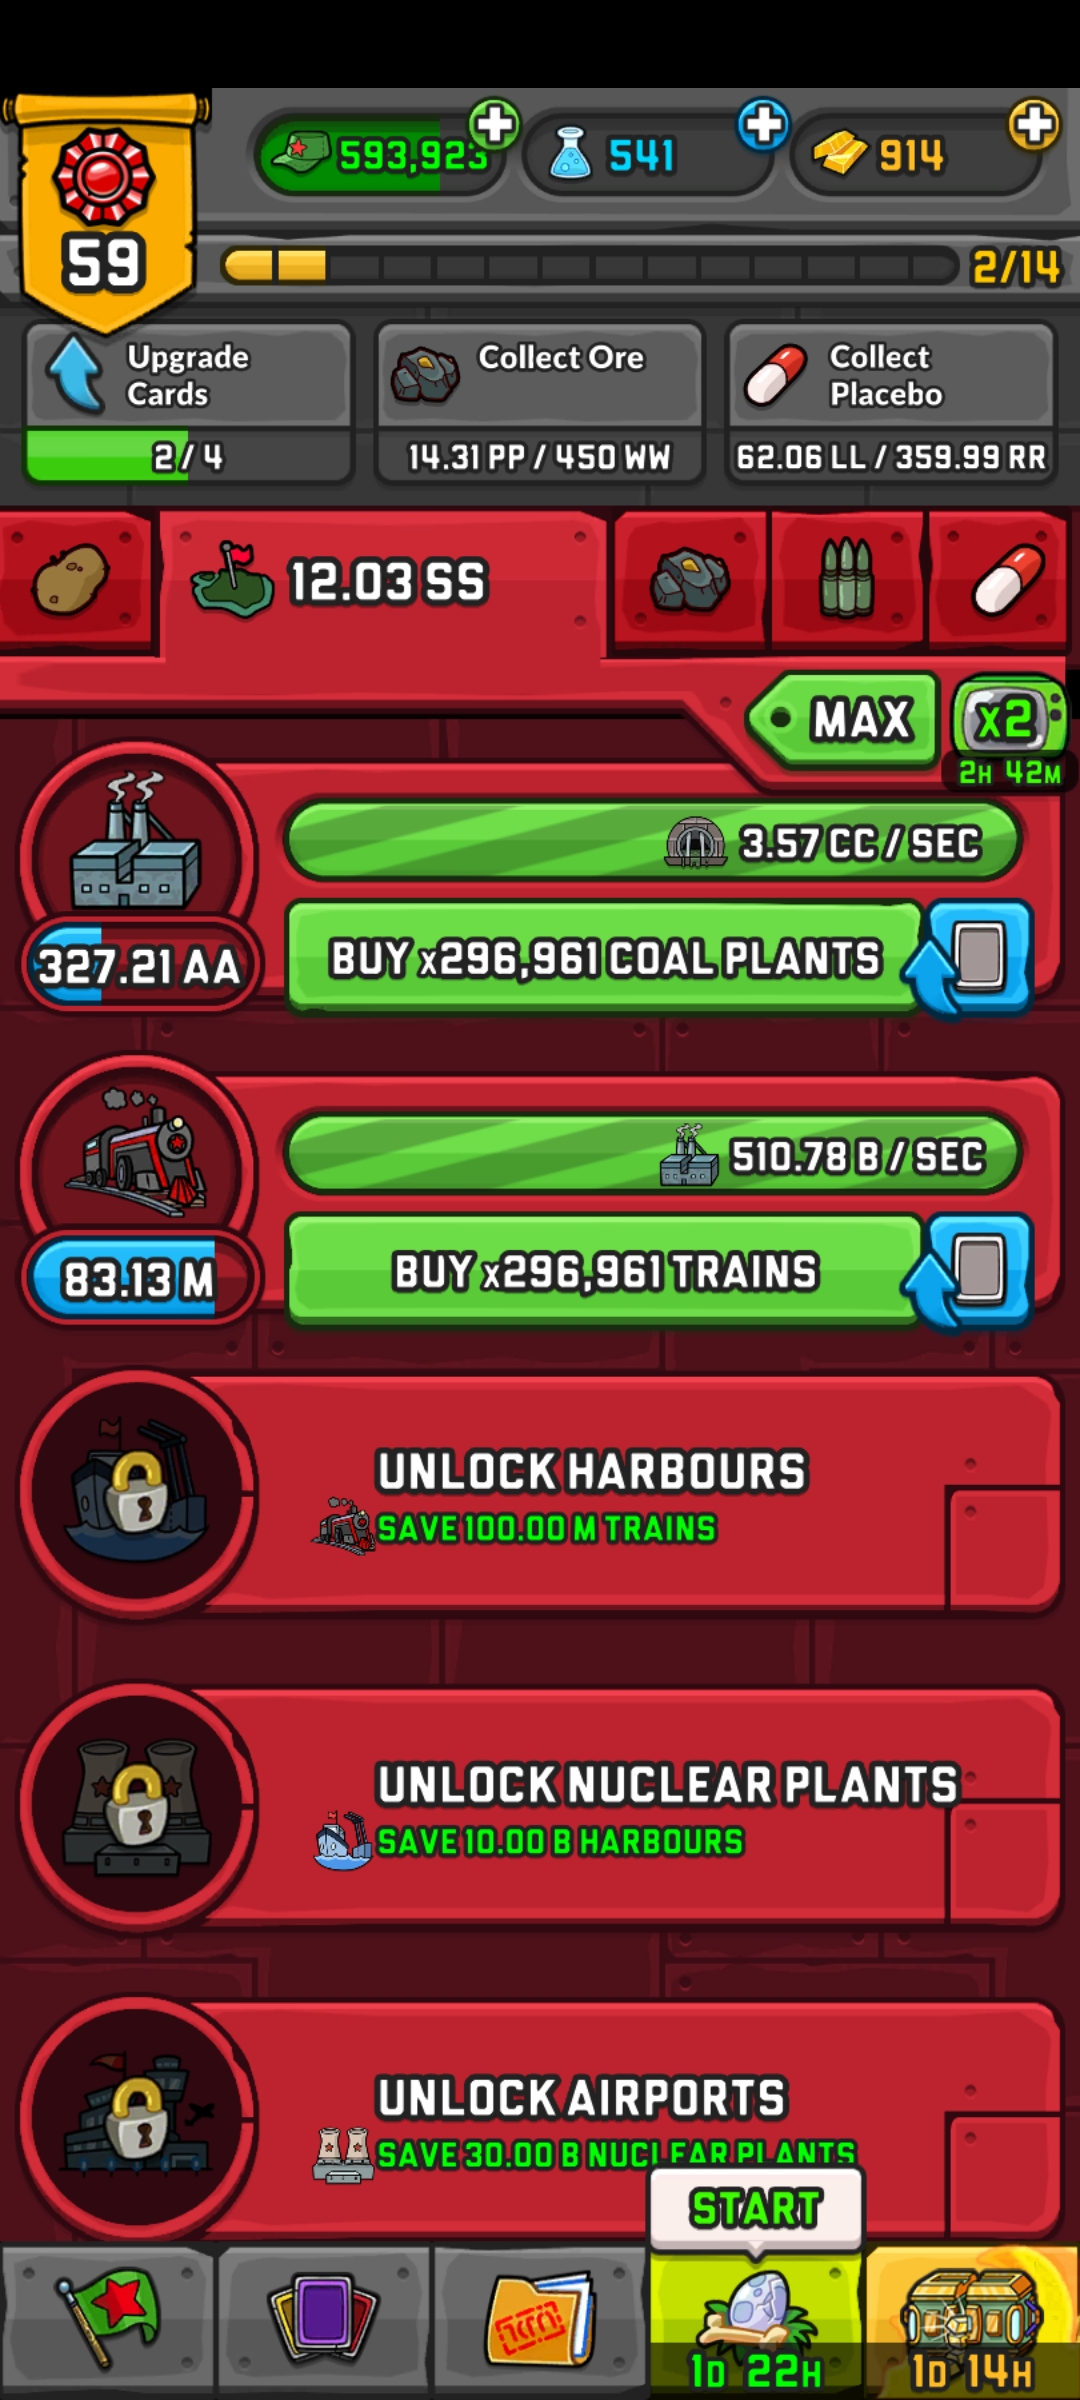 593,923
541
914
59
2/14
Upgrade
Cards
2/4
Collect Ore
14.31 PP / 450 WW
Collect
Placebo
62.06 LL / 359.99 RR
12.03 SS
MAX
x2
2H 42M
3.57 CC / SEC
327.21 AA
BUY x296,961 COAL PLANTS
510.78 B / SEC
83.13 M
BUY x296,961 TRAINS
UNLOCK HARBOURS
SAVE 100.00 M TRAINS
UNLOCK NUCLEAR PLANTS
SAVE 10.00 B HARBOURS
UNLOCK AIRPORTS
SAVE 30.00 B NUCLEAR PLANTS
START
1D 22H
1D 14H